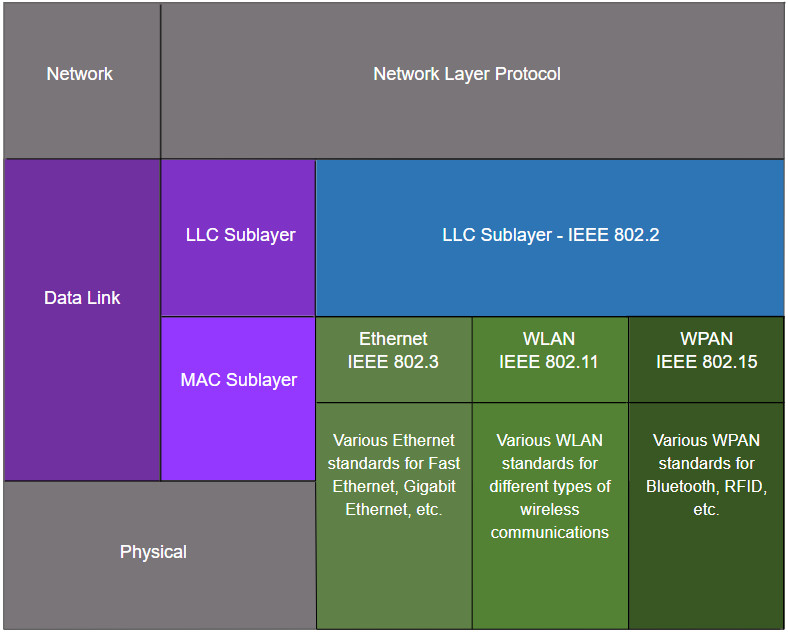 Network
Network Layer Protocol
Data Link
LLC Sublayer
LLC Sublayer - IEEE 802.2
MAC Sublayer
Ethernet
IEEE 802.3
WLAN
IEEE 802.11
WPAN
IEEE 802.15
Various Ethernet
standards for Fast
Ethernet, Gigabit
Ethernet, etc.
Various WLAN
standards for
different types of
wireless
communications
Various WPAN
standards for
Bluetooth, RFID,
etc.
Physical